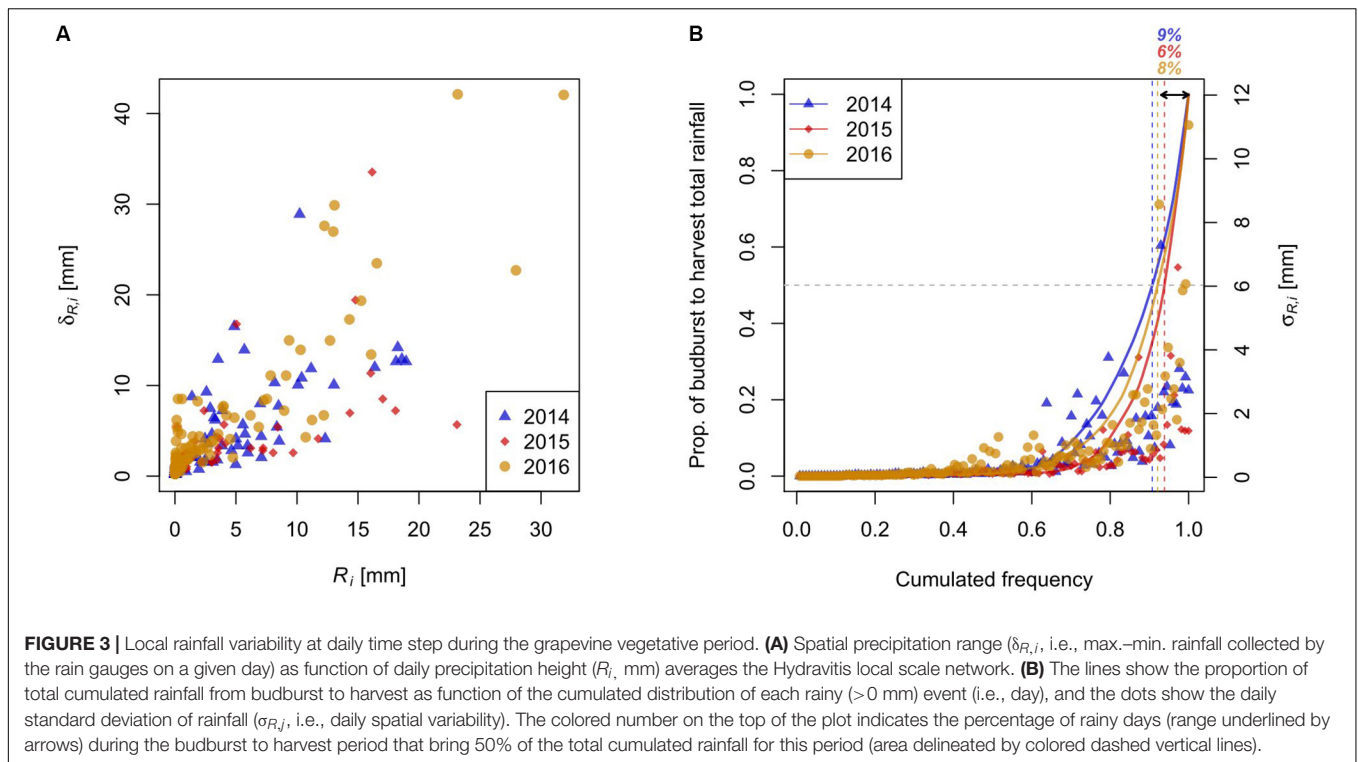 A
B
9%
6%
8%
δR,i [mm]
40
30
20
10
0
2014
2015
2016
0 5 10 15 20 25 30
Ri [mm]
Prop. of budburst to harvest total rainfall
1.0
0.8
0.6
0.4
0.2
0.0
2014
2015
2016
12
10
8
6
4
2
0
σR,i [mm]
0.0 0.2 0.4 0.6 0.8 1.0
Cumulated frequency
FIGURE 3 | Local rainfall variability at daily time step during the grapevine vegetative period. (A) Spatial precipitation range (δR,i, i.e., max.–min. rainfall collected by
the rain gauges on a given day) as function of daily precipitation height (Ri, mm) averages the Hydravitis local scale network. (B) The lines show the proportion of
total cumulated rainfall from budburst to harvest as function of the cumulated distribution of each rainy (>0 mm) event (i.e., day), and the dots show the daily
standard deviation of rainfall (σR,j, i.e., daily spatial variability). The colored number on the top of the plot indicates the percentage of rainy days (range underlined by
arrows) during the budburst to harvest period that bring 50% of the total cumulated rainfall for this period (area delineated by colored dashed vertical lines).